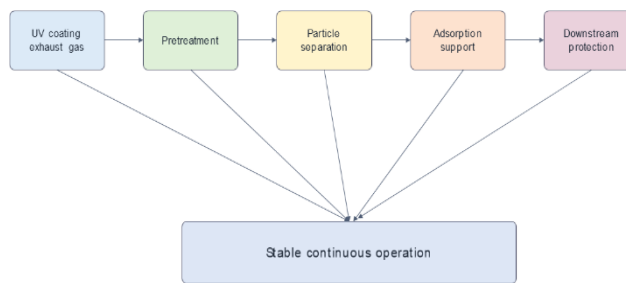 UV coating
exhaust gas
Pretreatment
Particle
separation
Adsorption
support
Downstream
protection
Stable continuous operation